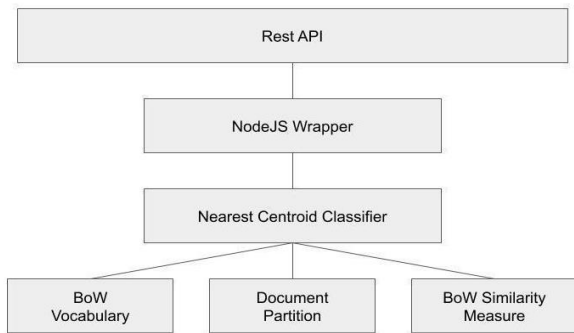 Rest API
NodeJS Wrapper
Nearest Centroid Classifier
BoW
Vocabulary
Document
Partition
BoW Similarity
Measure